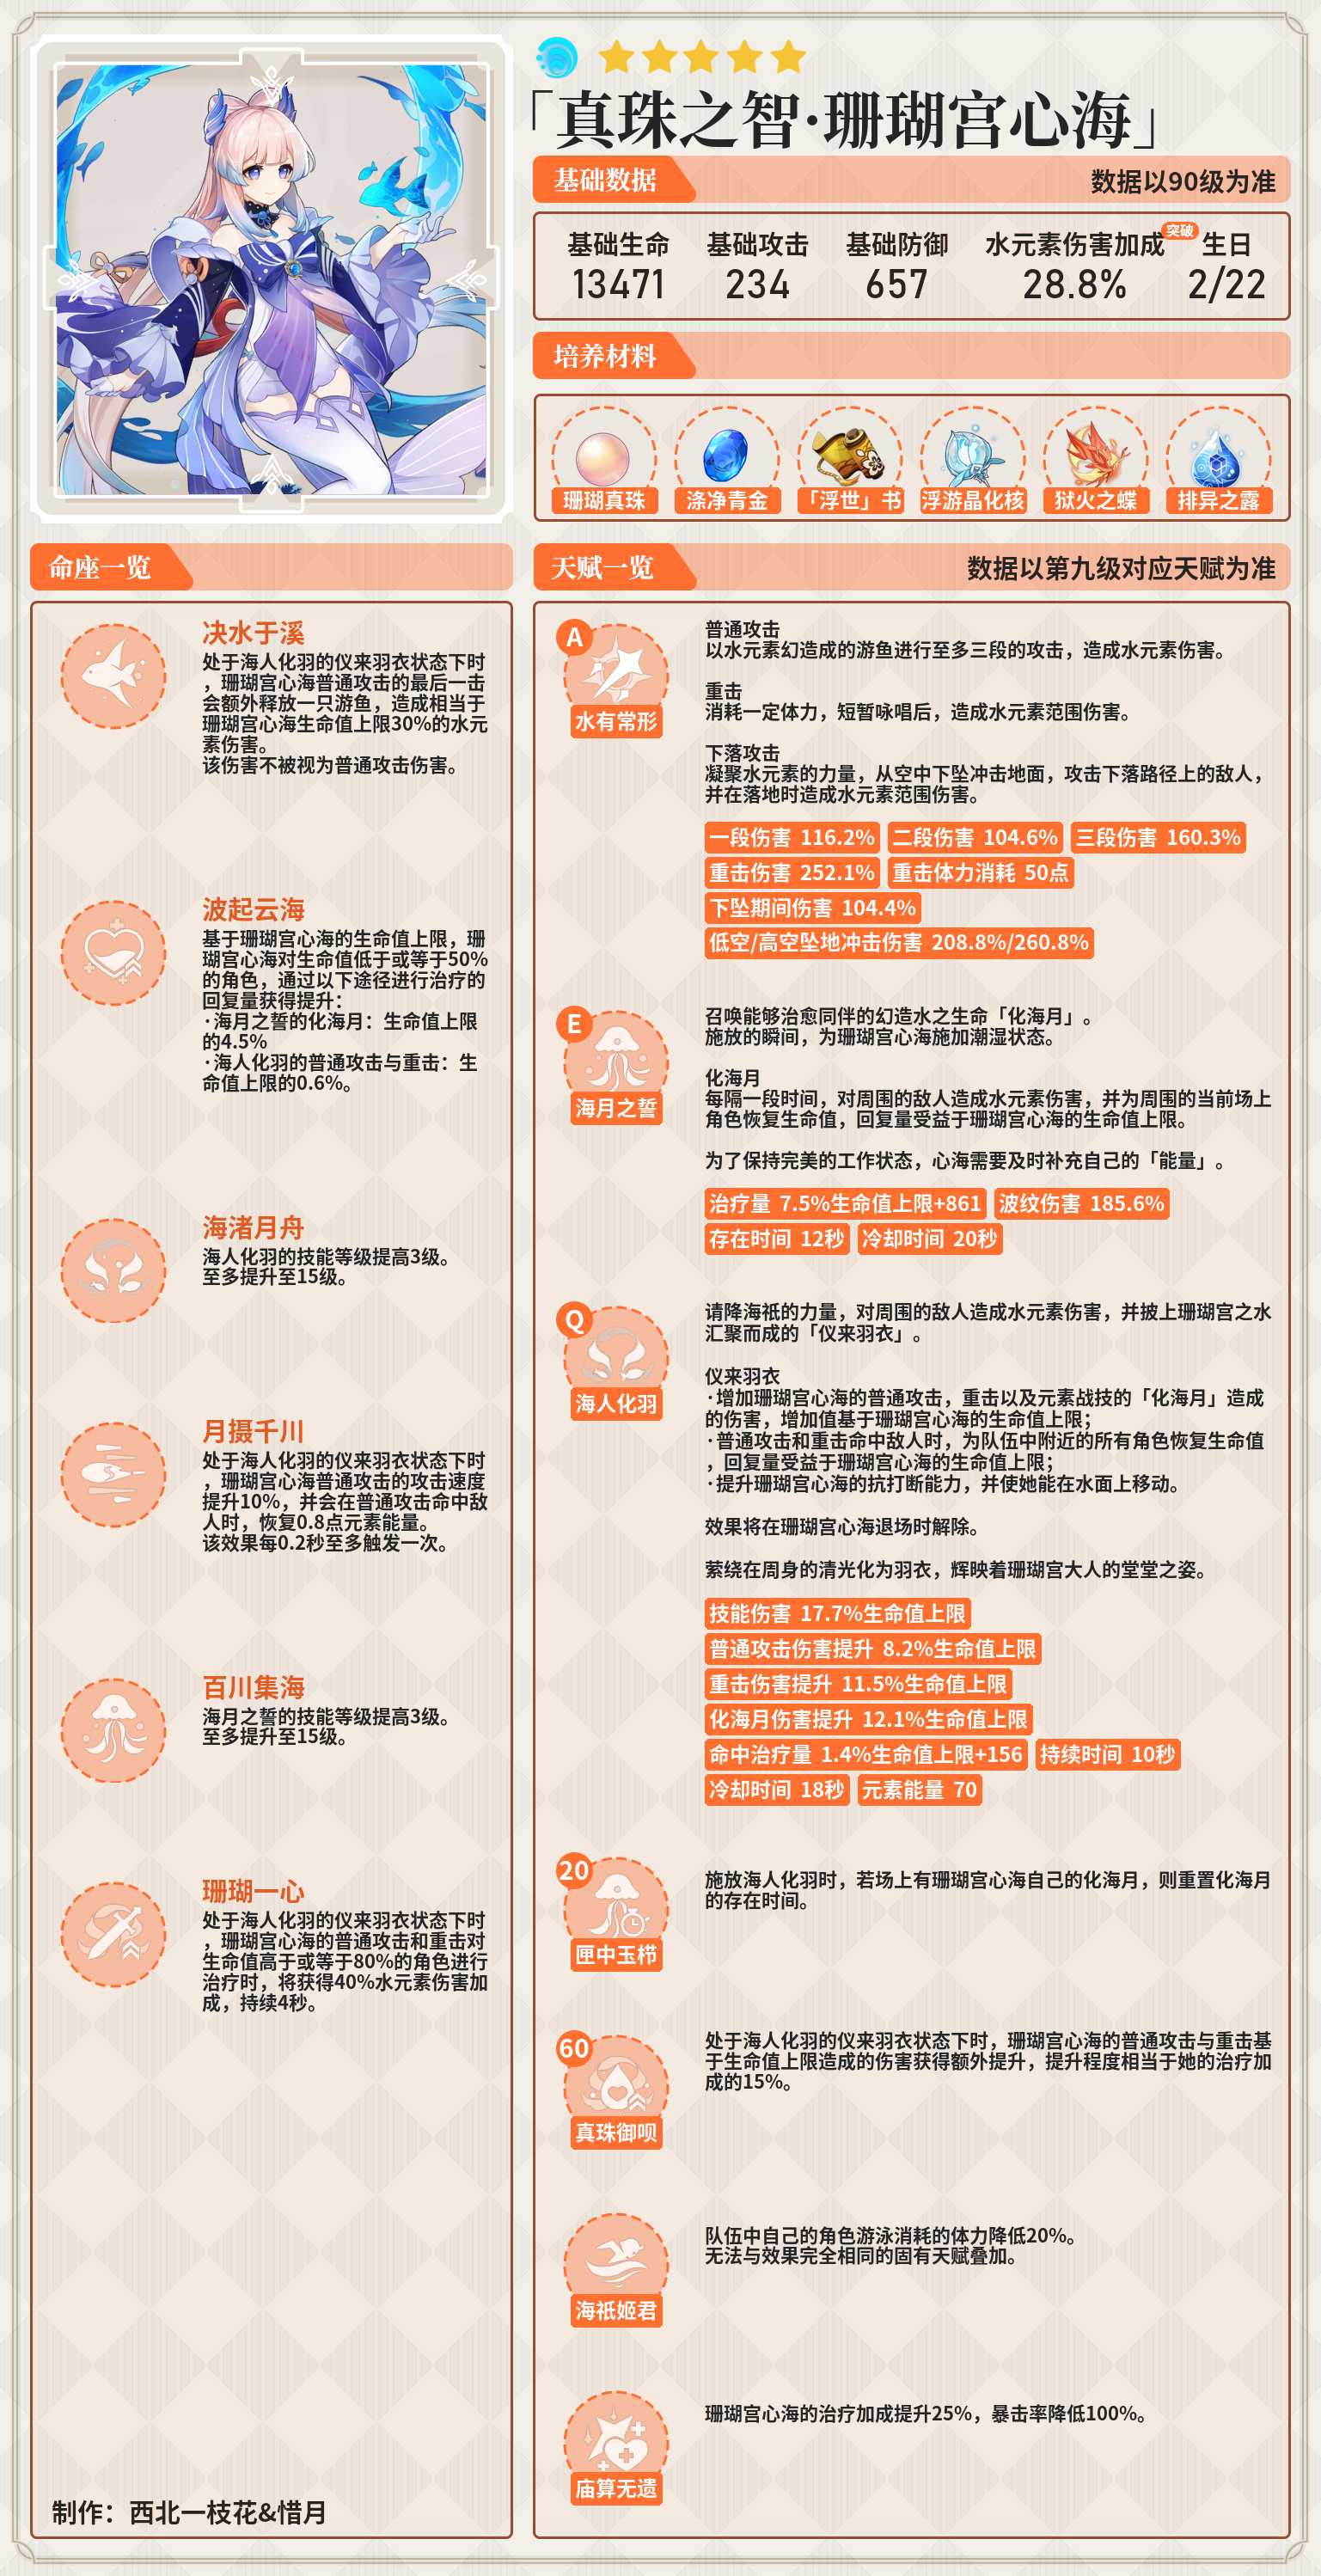 「真珠之智·珊瑚宫心海」
基础数据
数据以90级为准
基础生命
基础攻击
基础防御
水元素伤害加成
突破
生日
13471
234
657
28.8%
2/22
培养材料
珊瑚真珠
涤净青金
「浮世」书
浮游晶化核
狱火之蝶
排异之露
命座一览
决水于溪
处于海人化羽的仪来羽衣状态下时
，珊瑚宫心海普通攻击的最后一击
会额外释放一只游鱼，造成相当于
珊瑚宫心海生命值上限30%的水元
素伤害。
该伤害不被视为普通攻击伤害。
波起云海
基于珊瑚宫心海的生命值上限，珊
瑚宫心海对生命值低于或等于50%
的角色，通过以下途径进行治疗的
回复量获得提升：
·海月之誓的化海月：生命值上限
的4.5%
·海人化羽的普通攻击与重击：生
命值上限的0.6%。
海渚月舟
海人化羽的技能等级提高3级。
至多提升至15级。
月摄千川
处于海人化羽的仪来羽衣状态下时
，珊瑚宫心海普通攻击的攻击速度
提升10%，并会在普通攻击命中敌
人时，恢复0.8点元素能量。
该效果每0.2秒至多触发一次。
百川集海
海月之誓的技能等级提高3级。
至多提升至15级。
珊瑚一心
处于海人化羽的仪来羽衣状态下时
，珊瑚宫心海的普通攻击和重击对
生命值高于或等于80%的角色进行
治疗时，将获得40%水元素伤害加
成，持续4秒。
制作：西北一枝花&惜月
天赋一览
数据以第九级对应天赋为准
A
水有常形
普通攻击
以水元素幻造成的游鱼进行至多三段的攻击，造成水元素伤害。
重击
消耗一定体力，短暂咏唱后，造成水元素范围伤害。
下落攻击
凝聚水元素的力量，从空中下坠冲击地面，攻击下落路径上的敌人，
并在落地时造成水元素范围伤害。
一段伤害 116.2% 二段伤害 104.6% 三段伤害 160.3%
重击伤害 252.1% 重击体力消耗 50点
下坠期间伤害 104.4%
低空/高空坠地冲击伤害 208.8%/260.8%
E
海月之誓
召唤能够治愈同伴的幻造水之生命「化海月」。
施放的瞬间，为珊瑚宫心海施加潮湿状态。
化海月
每隔一段时间，对周围的敌人造成水元素伤害，并为周围的当前场上
角色恢复生命值，回复量受益于珊瑚宫心海的生命值上限。
为了保持完美的工作状态，心海需要及时补充自己的「能量」。
治疗量 7.5%生命值上限+861 波纹伤害 185.6%
存在时间 12秒 冷却时间 20秒
Q
海人化羽
请降海祇的力量，对周围的敌人造成水元素伤害，并披上珊瑚宫之水
汇聚而成的「仪来羽衣」。
仪来羽衣
·增加珊瑚宫心海的普通攻击，重击以及元素战技的「化海月」造成
的伤害，增加值基于珊瑚宫心海的生命值上限；
·普通攻击和重击命中敌人时，为队伍中附近的所有角色恢复生命值
，回复量受益于珊瑚宫心海的生命值上限；
·提升珊瑚宫心海的抗打断能力，并使她能在水面上移动。
效果将在珊瑚宫心海退场时解除。
萦绕在周身的清光化为羽衣，辉映着珊瑚宫大人的堂堂之姿。
技能伤害 17.7%生命值上限
普通攻击伤害提升 8.2%生命值上限
重击伤害提升 11.5%生命值上限
化海月伤害提升 12.1%生命值上限
命中治疗量 1.4%生命值上限+156 持续时间 10秒
冷却时间 18秒 元素能量 70
20
匣中玉栉
施放海人化羽时，若场上有珊瑚宫心海自己的化海月，则重置化海月
的存在时间。
60
真珠御呗
处于海人化羽的仪来羽衣状态下时，珊瑚宫心海的普通攻击与重击基
于生命值上限造成的伤害获得额外提升，提升程度相当于她的治疗加
成的15%。
海祇姬君
队伍中自己的角色游泳消耗的体力降低20%。
无法与效果完全相同的固有天赋叠加。
庙算无遗
珊瑚宫心海的治疗加成提升25%，暴击率降低100%。